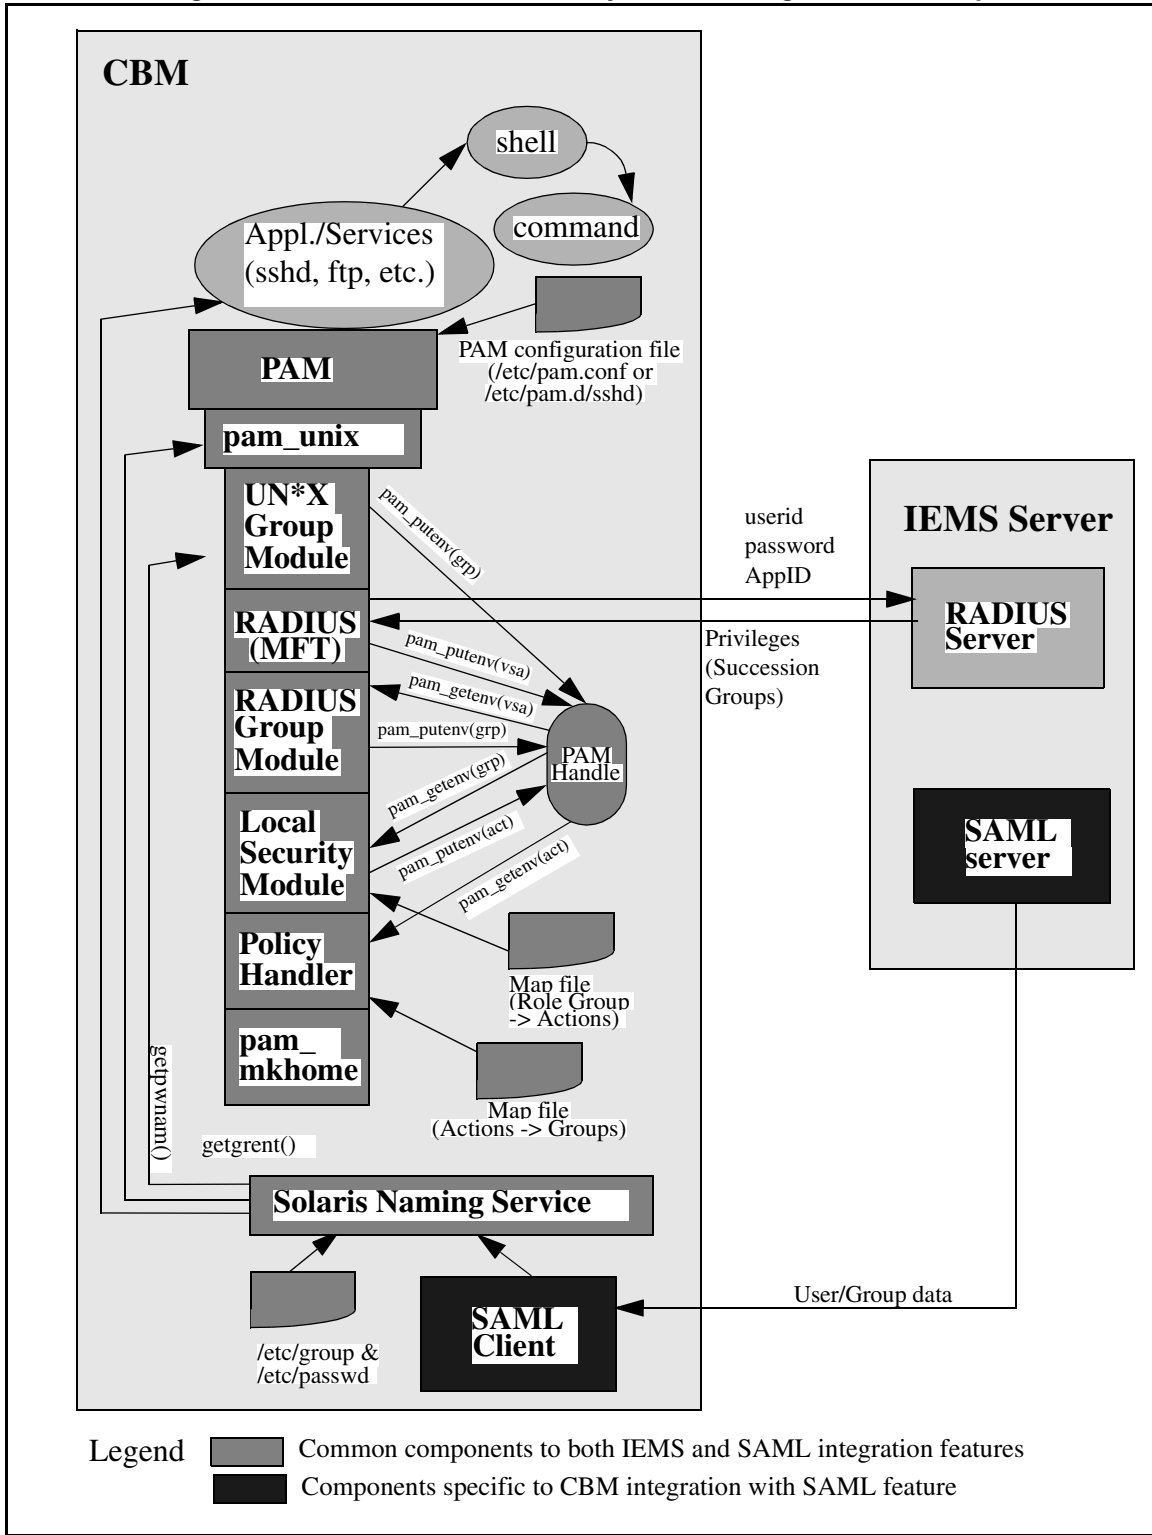 CBM
shell
command
Appl./Services
(sshd, ftp, etc.)
PAM configuration file
(/etc/pam.conf or
/etc/pam.d/sshd)
PAM
pam_unix
UN*X
Group
Module
pam_putenv(grp)
userid
password
AppID
IEMS Server
RADIUS
Server
RADIUS
(MFT)
pam_putenv(vsa)
Privileges
(Succession
Groups)
pam_getenv(vsa)
RADIUS
Group
Module
pam_putenv(grp)
PAM
Handle
pam_getenv(grp)
Local
Security
Module
pam_putenv(act)
pam_getenv(act)
SAML
server
Policy
Handler
Map file
(Role Group
-> Actions)
pam_
mkhome
Map file
(Actions -> Groups)
getpwnam()
getgrent()
Solaris Naming Service
/etc/group &
/etc/passwd
SAML
Client
User/Group data
Legend
Common components to both IEMS and SAML integration features
Components specific to CBM integration with SAML feature